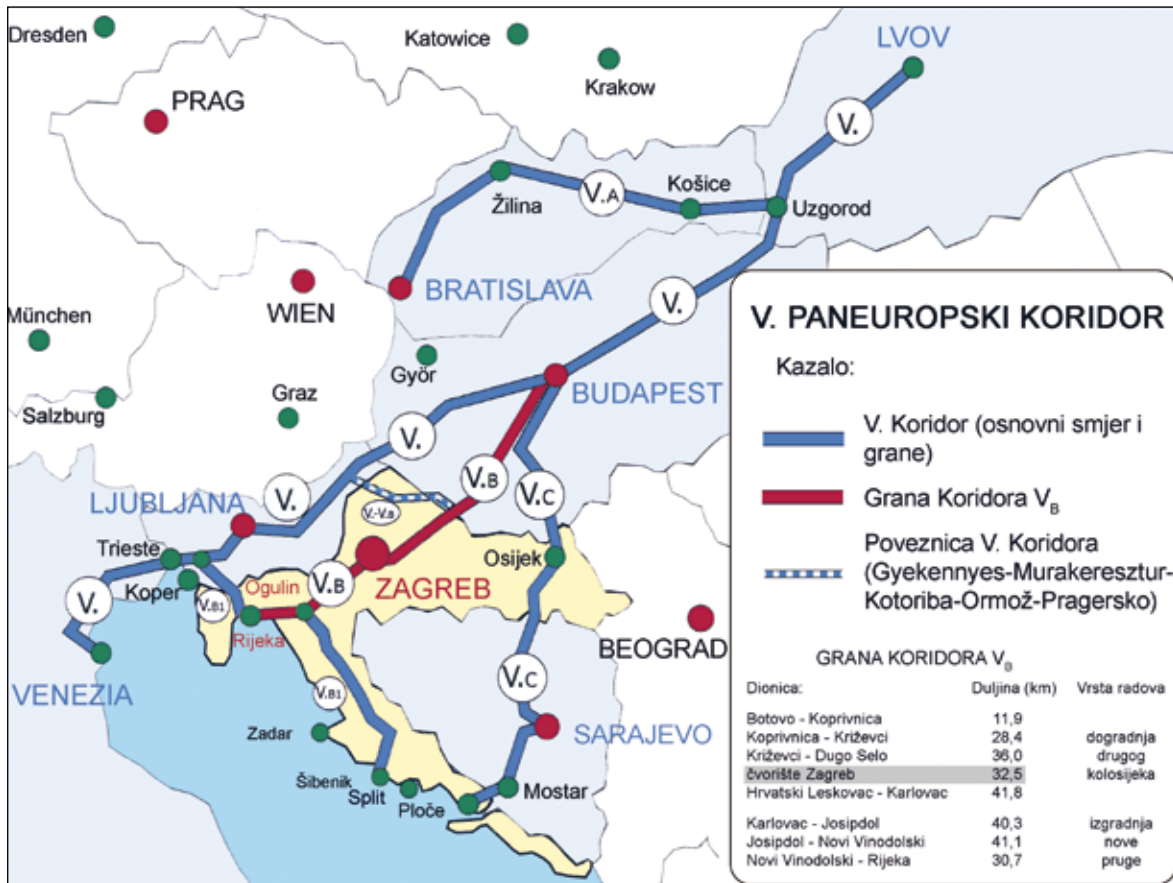 Dresden
Katowice
LVOV
Krakow
PRAG
V.
V.A
Košice
Žilina
Uzgorod
BRATISLAVA
WIEN
V.
München
Györ
Graz
BUDAPEST
Salzburg
V.
V.B
LJUBLJANA
V.
V.C
V.-V.B
Trieste
Osijek
Koper
Ogulin
V.B
ZAGREB
V.
V.B1
Rijeka
BEOGRAD
VENEZIA
V.C
V.B1
Zadar
SARAJEVO
Šibenik
Split
Ploče
Mostar
V. PANEUROPSKI KORIDOR
Kazalo:
V. Koridor (osnovni smjer i
grane)
Grana Koridora VB
Poveznica V. Koridora
(Gyekennyes-Murakeresztur-
Kotoriba-Ormož-Pragersko)
GRANA KORIDORA VB
Dionica: Duljina (km) Vrsta radova
Botovo - Koprivnica 11,9
Koprivnica - Križevci 28,4 dogradnja
Križevci - Dugo Selo 36,0 drugog
čvorište Zagreb 32,5 kolosijeka
Hrvatski Leskovac - Karlovac 41,8
Karlovac - Josipdol 40,3 izgradnja
Josipdol - Novi Vinodolski 41,1 nove
Novi Vinodolski - Rijeka 30,7 pruge